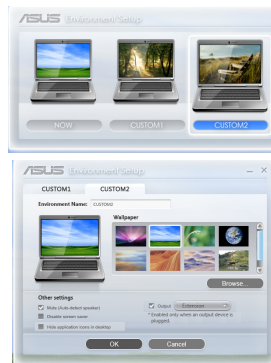 ASUS Environment Setup
NOW
CUSTOM1
CUSTOM2
ASUS Environment Setup
CUSTOM1
CUSTOM2
Environment Name:
CUSTOM2
Wallpaper
Browse...
Other settings
Mute (Auto-detect speaker)
Disable screen saver
Hide application icons in desktop
Output
Extension
* Enabled only when an output device is
plugged.
OK
Cancel